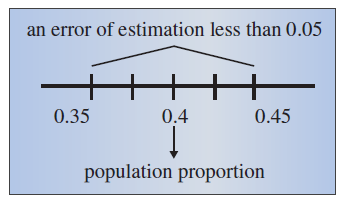 an error of estimation less than 0.05
0.35 0.4 0.45
population proportion